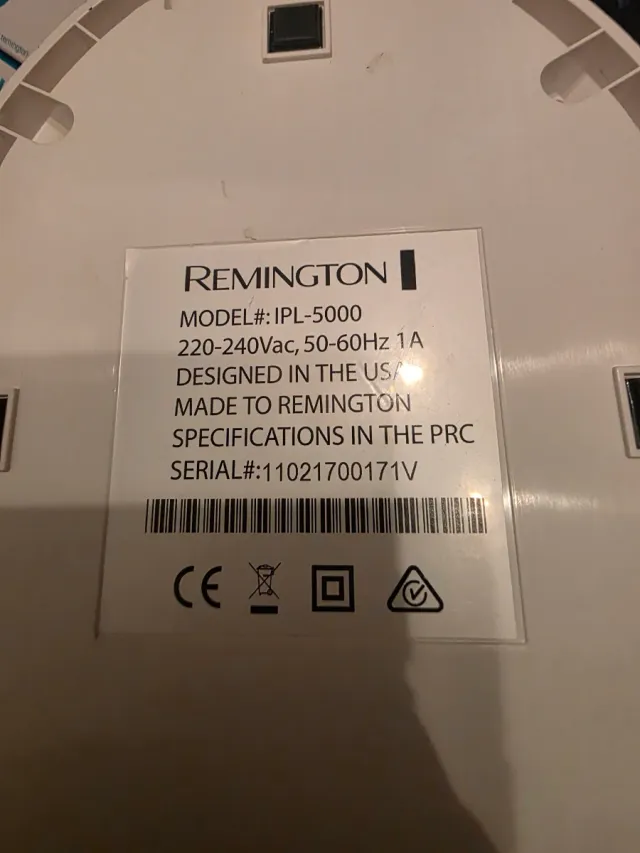 remington
REMINGTON
MODEL#: IPL-5000
220-240Vac, 50-60Hz 1A
DESIGNED IN THE USA
MADE TO REMINGTON
SPECIFICATIONS IN THE PRC
SERIAL#:11021700171V
CE